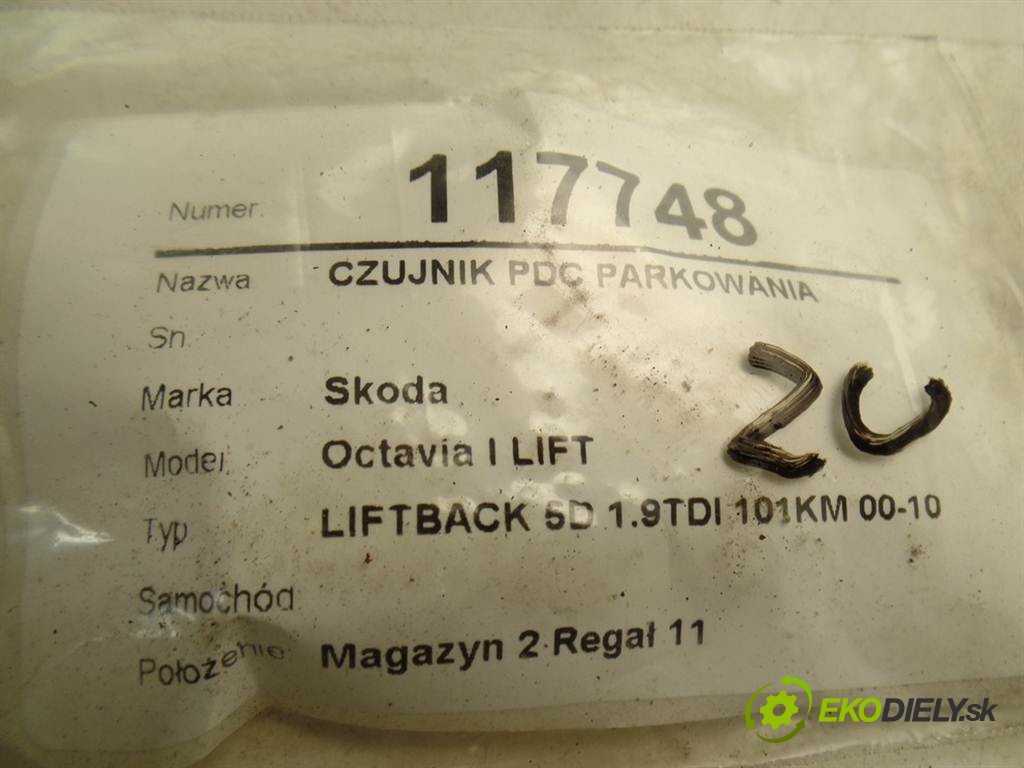 Numer: 117748
Nazwa CZUJNIK PDC PARKOWANIA
Sn
Marka Skoda
Model Octavia I LIFT
ZU
Typ LIFTBACK 5D 1.9TDI 101KM 00-10
Samochód
Położenie: Magazyn 2 Regał 11
EKODIELY.sk